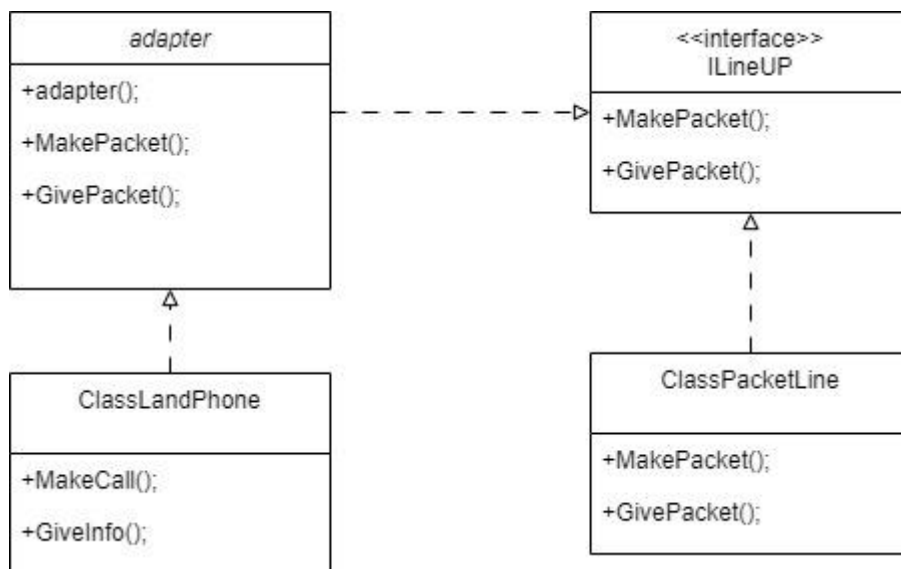 adapter
+adapter();
+MakePacket();
+GivePacket();
<<interface>>
ILineUP
+MakePacket();
+GivePacket();
ClassLandPhone
+MakeCall();
+GiveInfo();
ClassPacketLine
+MakePacket();
+GivePacket();